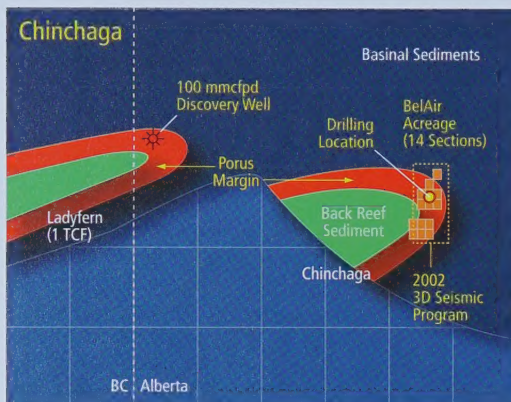 Chinchaga
Basinal Sediments
100 mmcfpd
Discovery Well
BelAir
Acreage
(14 Sections)
Drilling
Location
Porus
Margin
Ladyfern
(1 TCF)
Back Reef
Sediment
Chinchaga
2002
3D Seismic
Program
BC Alberta